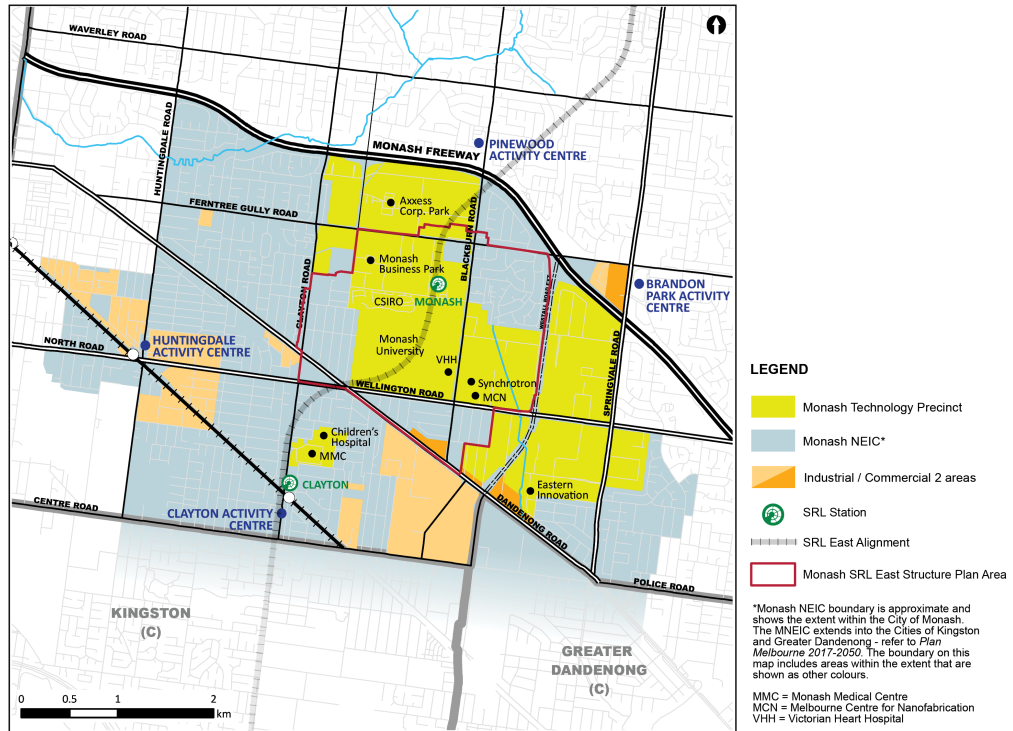 WAVERLEY ROAD
HUNTINGDALE ROAD
MONASH FREEWAY
PINEWOOD
ACTIVITY CENTRE
FERNTREE GULLY ROAD
Axxess
Corp. Park
BLACKBURN ROAD
Monash
Business Park
CLAYTON ROAD
CSIRO
MONASH
BRANDON
PARK ACTIVITY
CENTRE
HUNTINGDALE
ACTIVITY CENTRE
NORTH ROAD
Monash
University
VHH
SPRINGVALE ROAD
WELLINGTON ROAD
Synchrotron
MCN
Children's
Hospital
MMC
CLAYTON
Eastern
Innovation
CENTRE ROAD
CLAYTON ACTIVITY
CENTRE
DANDENONG ROAD
POLICE ROAD
KINGSTON
(C)
GREATER
DANDENONG
(C)
0 0.5 1 2
km
LEGEND
Monash Technology Precinct
Monash NEIC*
Industrial / Commercial 2 areas
SRL Station
SRL East Alignment
Monash SRL East Structure Plan Area
*Monash NEIC boundary is approximate and
shows the extent within the City of Monash.
The MNEIC extends into the Cities of Kingston
and Greater Dandenong - refer to Plan
Melbourne 2017-2050. The boundary on this
map includes areas within the extent that are
shown as other colours.
MMC = Monash Medical Centre
MCN = Melbourne Centre for Nanofabrication
VHH = Victorian Heart Hospital